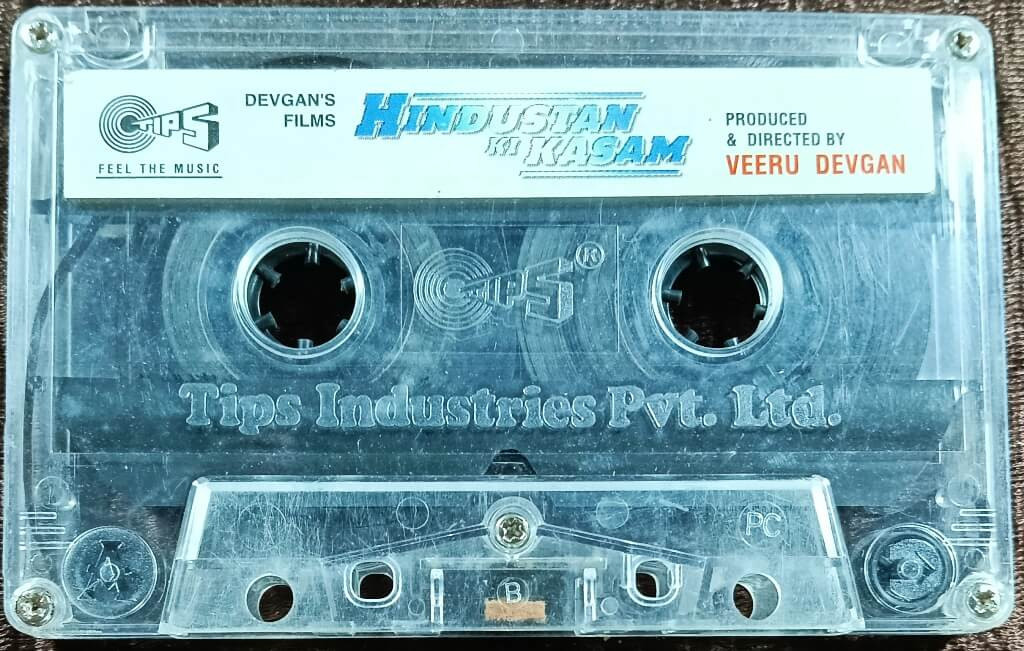 TIPS
FEEL THE MUSIC
DEVGAN'S
FILMS
HINDUSTAN
KI KASAM
PRODUCED
& DIRECTED BY
VEERU DEVGAN
TIPS ®
Tips Industries Pvt. Ltd.
PC
B